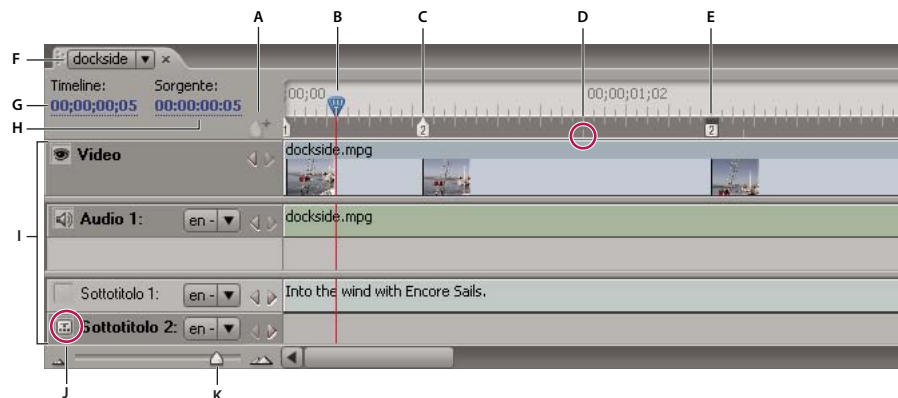 A B C D E
F dockside
Timeline: Sorgente:
G 00;00;00;05 00:00:00:05
H
00;00 00;00;01;02
1 2 2
Video dockside.mpg
I
Audio 1: en - dockside.mpg
Sottotitolo 1: en - Into the wind with Encore Sails.
Sottotitolo 2: en -
J K